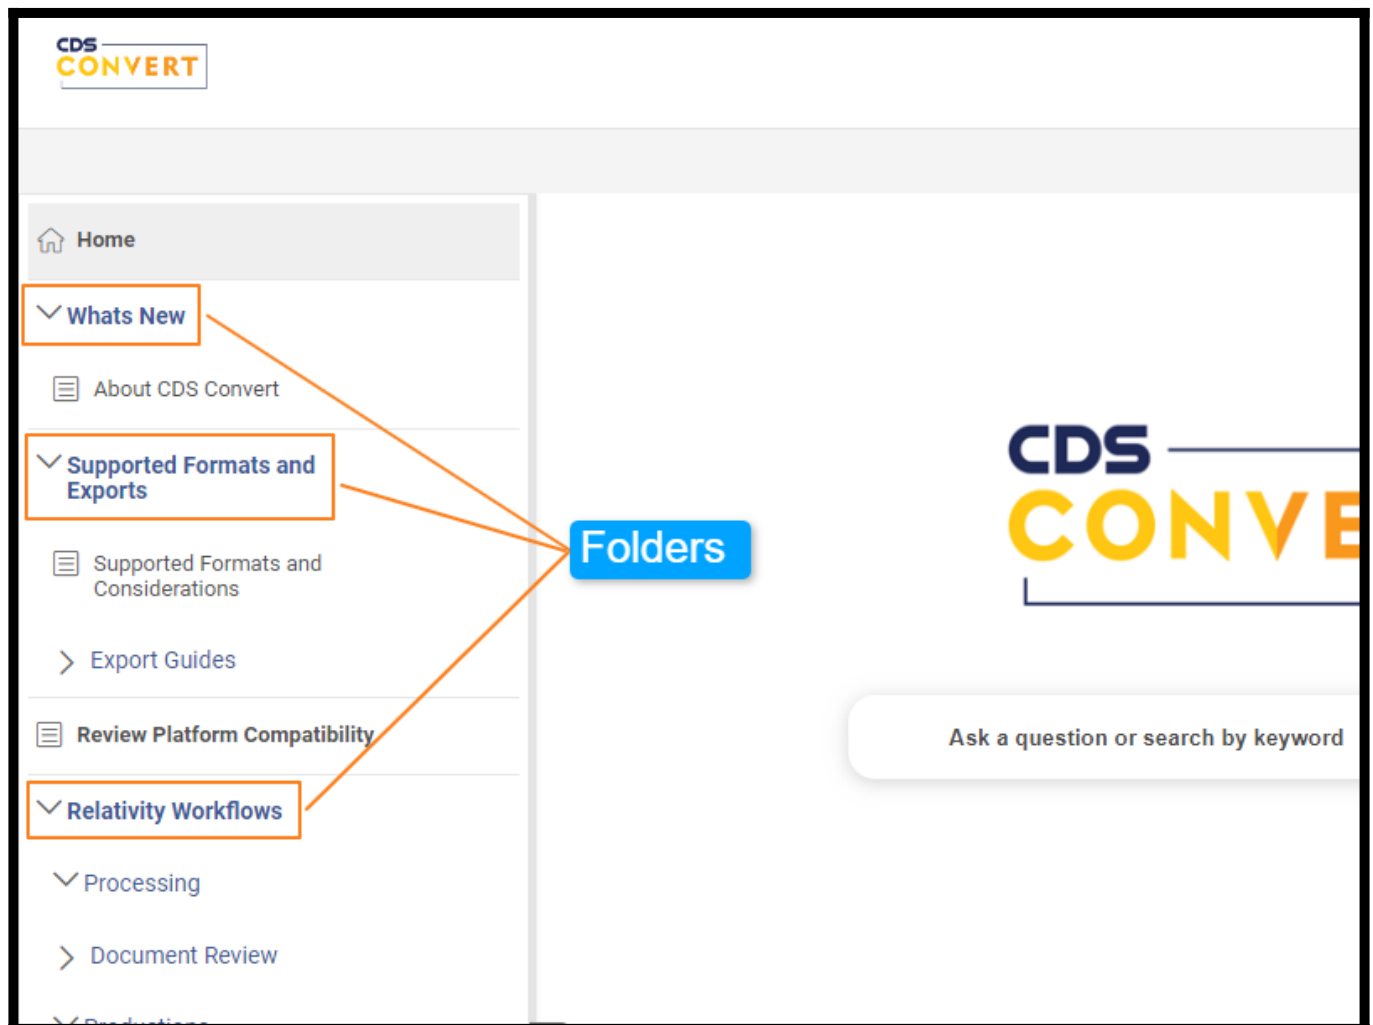 CDS
CONVERT
Home
Whats New
About CDS Convert
Supported Formats and
Exports
Supported Formats and
Considerations
Export Guides
Review Platform Compatibility
Relativity Workflows
Processing
Document Review
Productions
Folders
CDS
CONVE
Ask a question or search by keyword